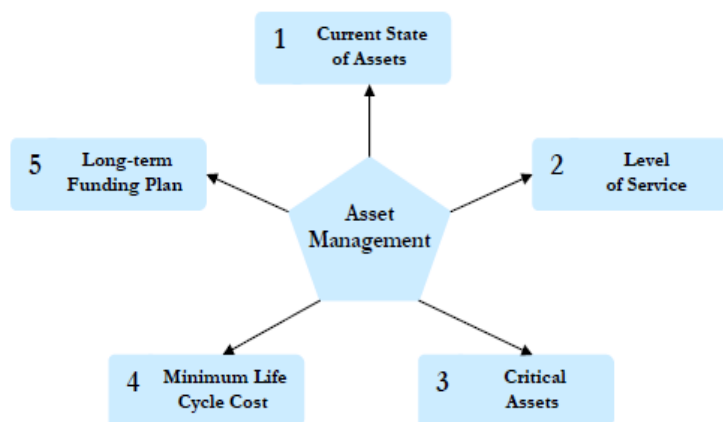 1 Current State
of Assets
5 Long-term
Funding Plan
2 Level
of Service
Asset
Management
4 Minimum Life
Cycle Cost
3 Critical
Assets